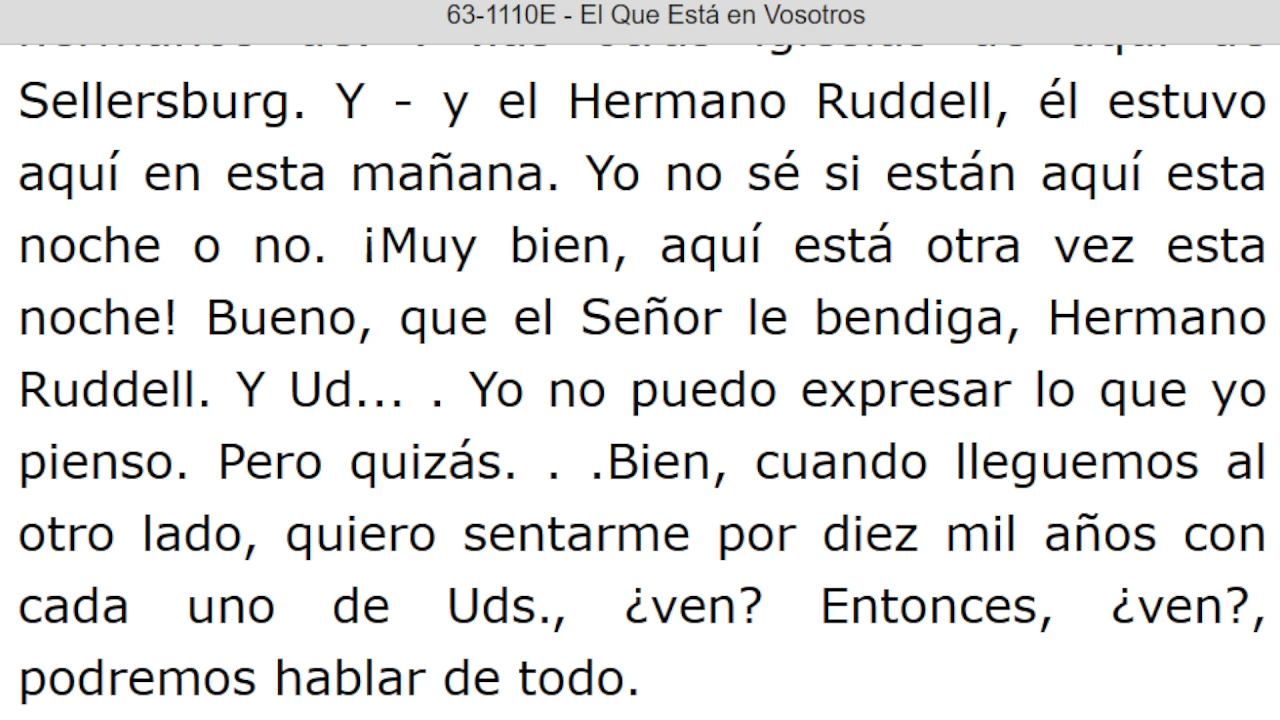 63-1110E - El Que Está en Vosotros
Sellersburg. Y - y el Hermano Ruddell, él estuvo
aquí en esta mañana. Yo no sé si están aquí esta
noche o no. ¡Muy bien, aquí está otra vez esta
noche! Bueno, que el Señor le bendiga, Hermano
Ruddell. Y Ud... . Yo no puedo expresar lo que yo
pienso. Pero quizás. . .Bien, cuando lleguemos al
otro lado, quiero sentarme por diez mil años con
cada uno de Uds., ¿ven? Entonces, ¿ven?,
podremos hablar de todo.